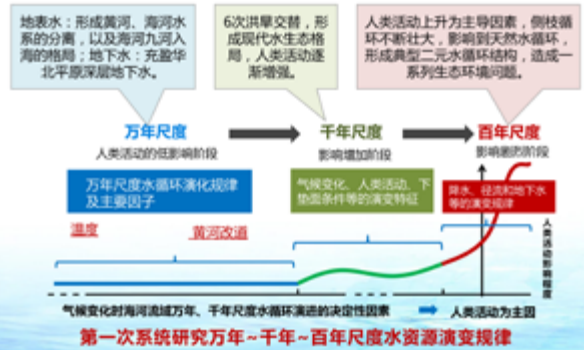 地表水：形成黄河、海河水
系的分离，以及海河九河入
海的格局；地下水：充盈华
北平原深层地下水。
6次洪旱交替，形
成现代水生态格
局，人类活动逐
渐增强。
人类活动上升为主导因素，侧枝循
环不断壮大，影响到天然水循环，
形成典型二元水循环结构，造成一
系列生态环境问题。
万年尺度
千年尺度
百年尺度
人类活动的低影响阶段
影响增加阶段
影响剧烈阶段
万年尺度水循环演化规律
及主要因子
气候变化、人类活动、下
垫面条件等的演变特征
降水、径流和地下水
等的演变规律
温度
黄河改道
人类活动影响程度
气候变化时海河流域万年、千年尺度水循环演进的决定性因素
人类活动为主因
第一次系统研究万年~千年~百年尺度水资源演变规律